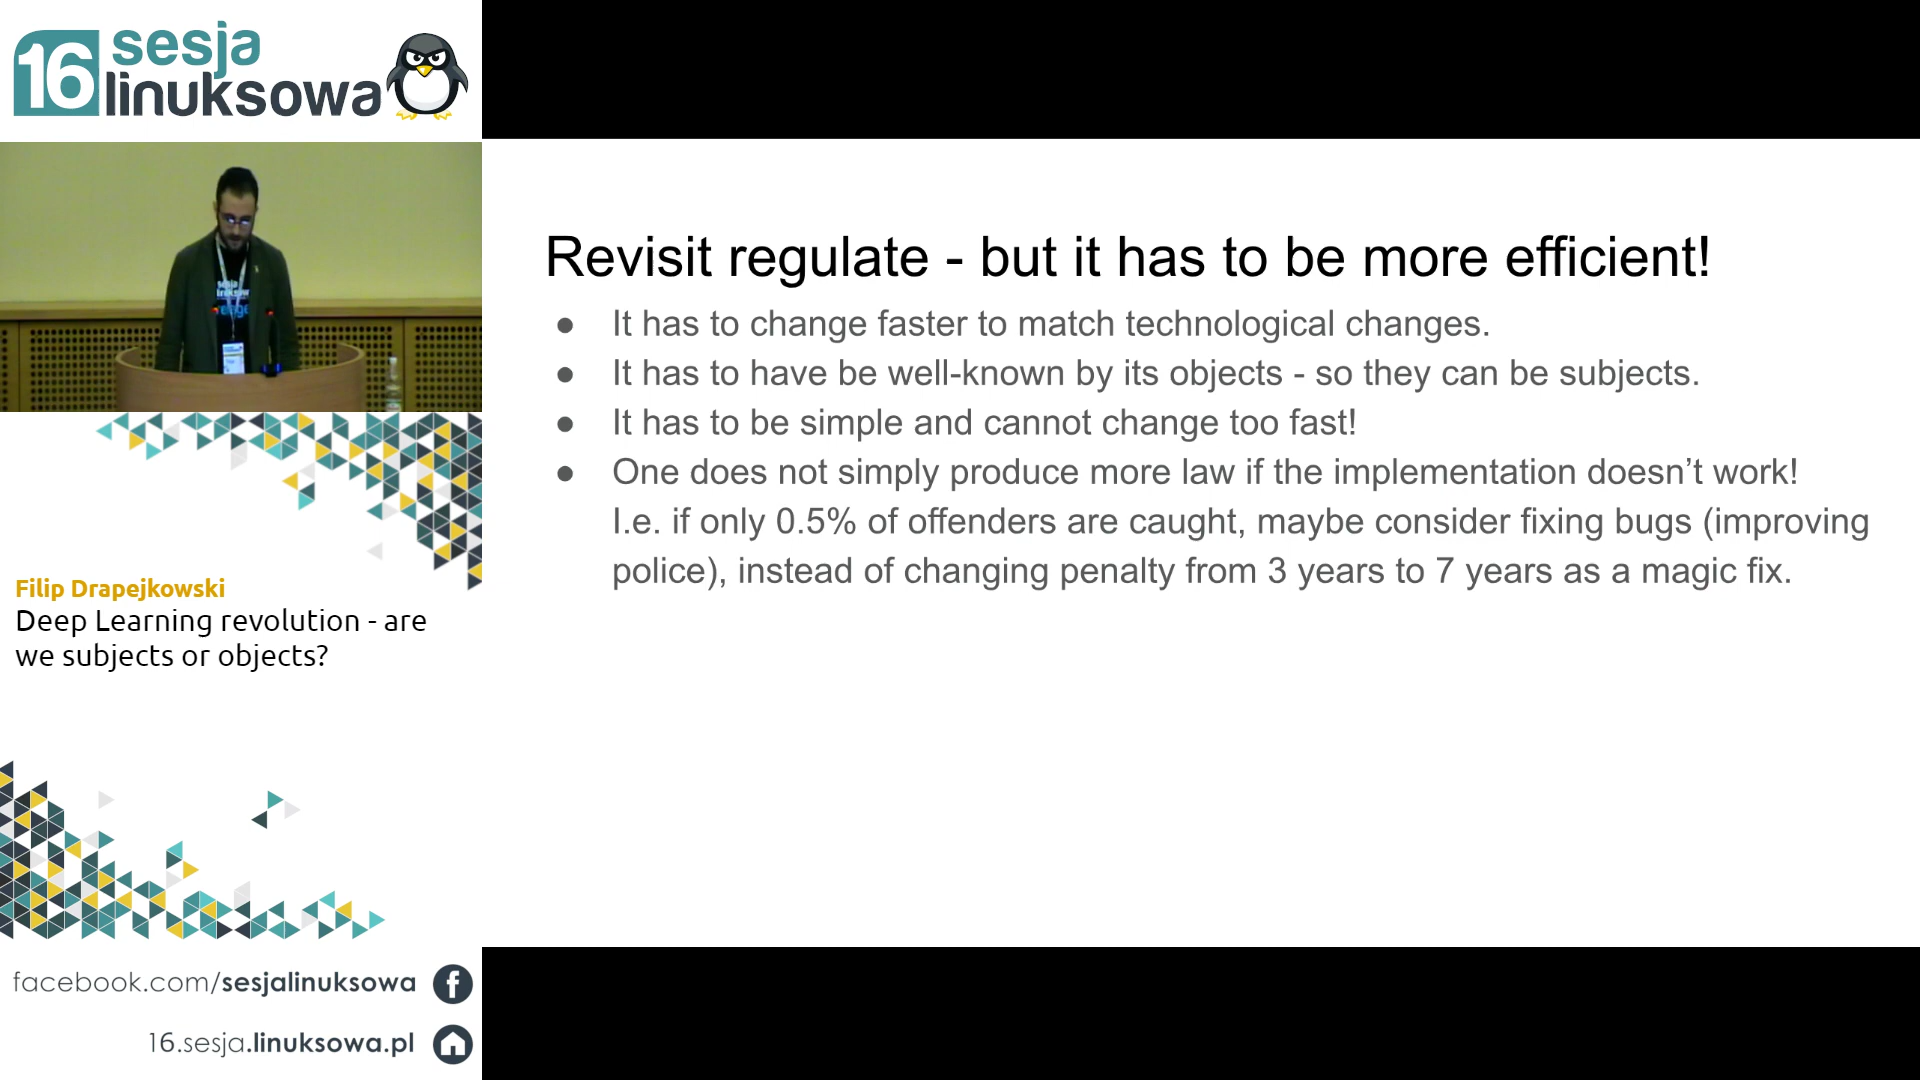 16 sesja
linuksowa
Filip Drapejkowski
Deep Learning revolution - are
we subjects or objects?
facebook.com/sesjalinuksowa
16.sesja.linuksowa.pl
Revisit regulate - but it has to be more efficient!
● It has to change faster to match technological changes.
● It has to have be well-known by its objects - so they can be subjects.
● It has to be simple and cannot change too fast!
● One does not simply produce more law if the implementation doesn’t work!
I.e. if only 0.5% of offenders are caught, maybe consider fixing bugs (improving
police), instead of changing penalty from 3 years to 7 years as a magic fix.